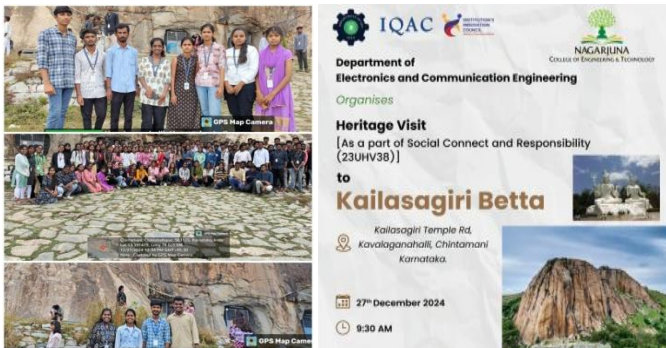 GPS Map Camera
GPS Map Camera
IQAC
INSTITUTION'S
INNOVATION
COUNCIL
NAGARJUNA
COLLEGE OF ENGINEERING & TECHNOLOGY
Department of
Electronics and Communication Engineering
Organises
Heritage Visit
[As a part of Social Connect and Responsibility
(23UHV38)]
to
Kailasagiri Betta
Kailasagiri Temple Rd,
Kavalaganahalli, Chintamani
Karnataka.
27th December 2024
9:30 AM